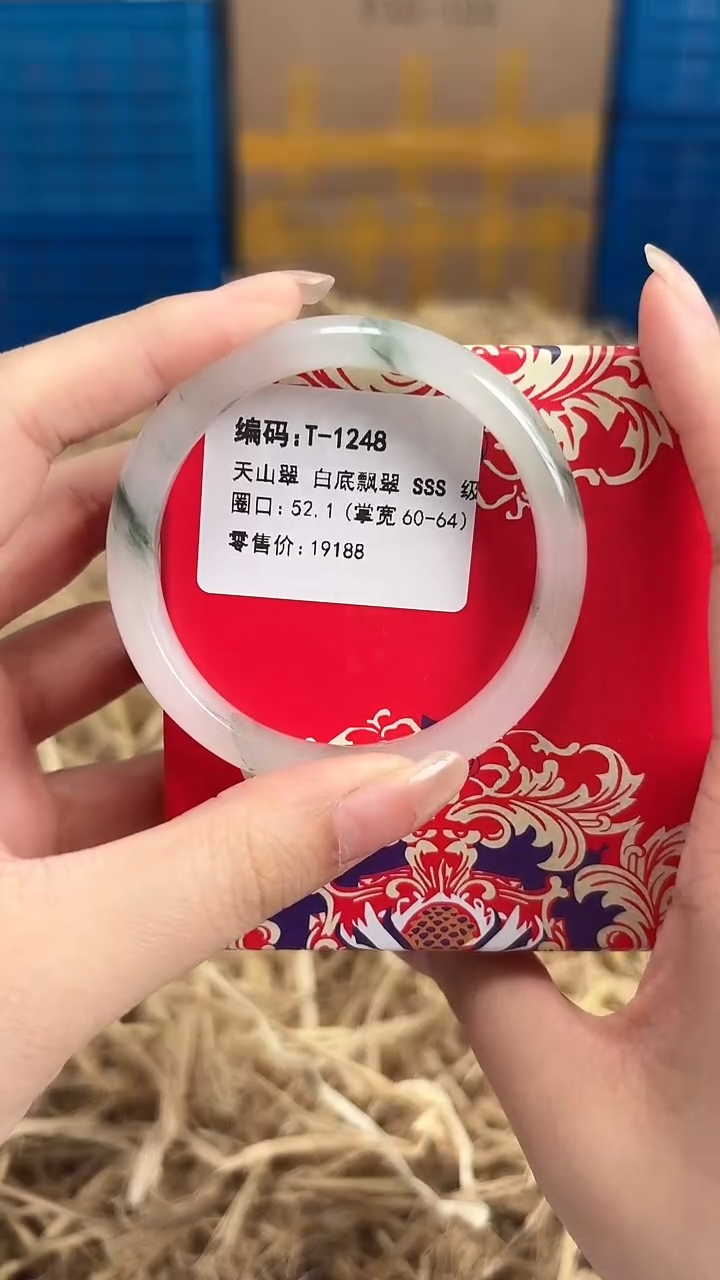 编码:T-1248
天山翠 白底飘翠 SSS 级
圈口:52.1(掌宽60-64)
零售价:19188